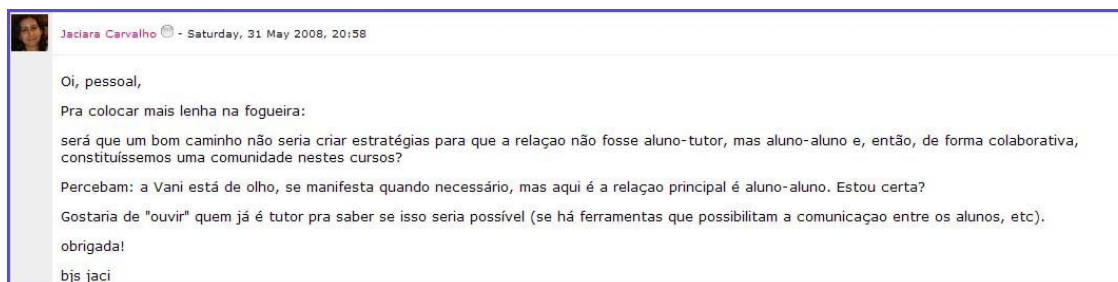 Jaciara Carvalho - Saturday, 31 May 2008, 20:58
Oi, pessoal,
Pra colocar mais lenha na fogueira:
será que um bom caminho não seria criar estratégias para que a relaçao não fosse aluno-tutor, mas aluno-aluno e, então, de forma colaborativa,
constituíssemos uma comunidade nestes cursos?
Percebam: a Vani está de olho, se manifesta quando necessário, mas aqui é a relaçao principal é aluno-aluno. Estou certa?
Gostaria de "ouvir" quem já é tutor pra saber se isso seria possível (se há ferramentas que possibilitam a comunicaçao entre os alunos, etc).
obrigada!
bjs jaci